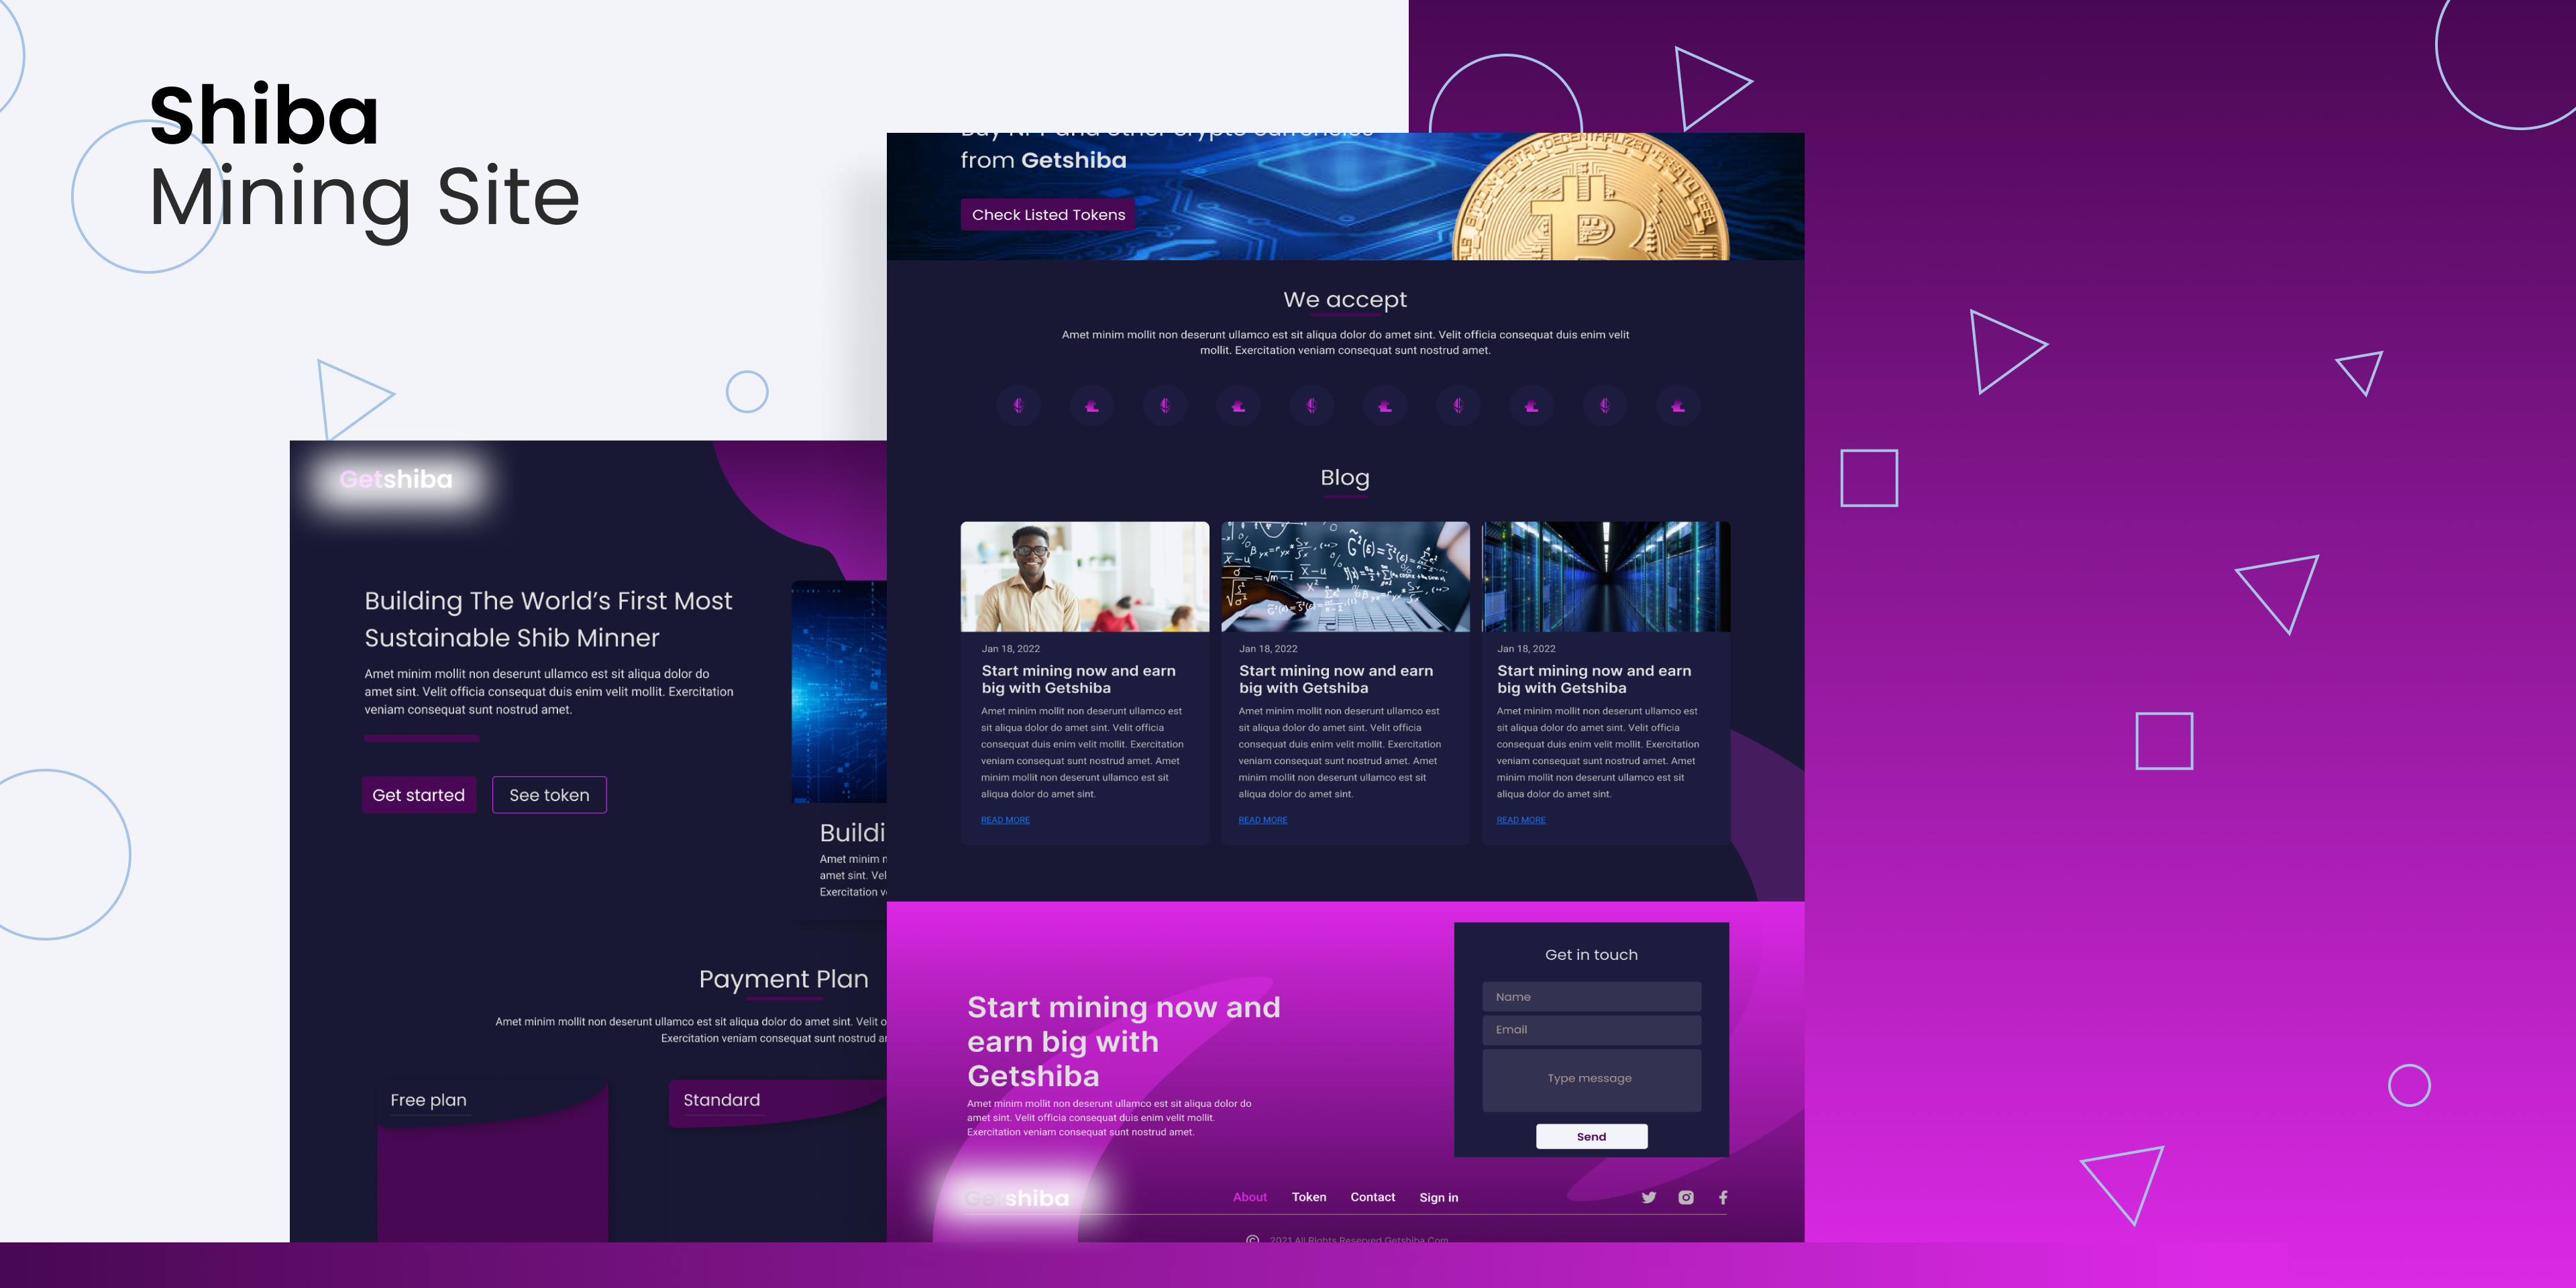 Shiba
Mining Site
Getshiba
Building The World's First Most
Sustainable Shib Minner
Amet minim mollit non deserunt ullamco est sit aliqua dolor do
amet sint. Velit officia consequat duis enim velit mollit. Exercitation
veniam consequat sunt nostrud amet.
Get started
See token
Buildi
Amet minim
amet sint. Vel
Exercitation
Payment Plan
Amet minim mollit non deserunt ullamco est sit aliqua dolor do amet sint. Velit
Exercitation veniam consequat sunt nostrud
Free plan
Standard
Buy NFT and other crypto currencies
from Getshiba
Check Listed Tokens
DECENTRALIZED
DIGITAL
We accept
Amet minim mollit non deserunt ullamco est sit aliqua dolor do amet sint. Velit officia consequat duis enim velit
mollit. Exercitation veniam consequat sunt nostrud amet.
Blog
Jan 18, 2022
Start mining now and earn
big with Getshiba
Amet minim mollit non deserunt ullamco est
sit aliqua dolor do amet sint. Velit officia
consequat duis enim velit mollit. Exercitation
veniam consequat sunt nostrud amet. Amet
minim mollit non deserunt ullamco est sit
aliqua dolor do amet sint.
READ MORE
Jan 18, 2022
Start mining now and earn
big with Getshiba
Amet minim mollit non deserunt ullamco est
sit aliqua dolor do amet sint. Velit officia
consequat duis enim velit mollit. Exercitation
veniam consequat sunt nostrud amet. Amet
minim mollit non deserunt ullamco est sit
aliqua dolor do amet sint.
READ MORE
Jan 18, 2022
Start mining now and earn
big with Getshiba
Amet minim mollit non deserunt ullamco est
sit aliqua dolor do amet sint. Velit officia
consequat duis enim velit mollit. Exercitation
veniam consequat sunt nostrud amet. Amet
minim mollit non deserunt ullamco est sit
aliqua dolor do amet sint.
READ MORE
Start mining now and
earn big with
Getshiba
Amet minim mollit non deserunt ullamco est sit aliqua dolor do
amet sint. Velit officia consequat duis enim velit mollit.
Exercitation veniam consequat sunt nostrud amet.
Get in touch
Name
Email
Type message
Send
Getshiba
About
Token
Contact
Sign in
© 2021 All Rights Reserved Getshiba.Com